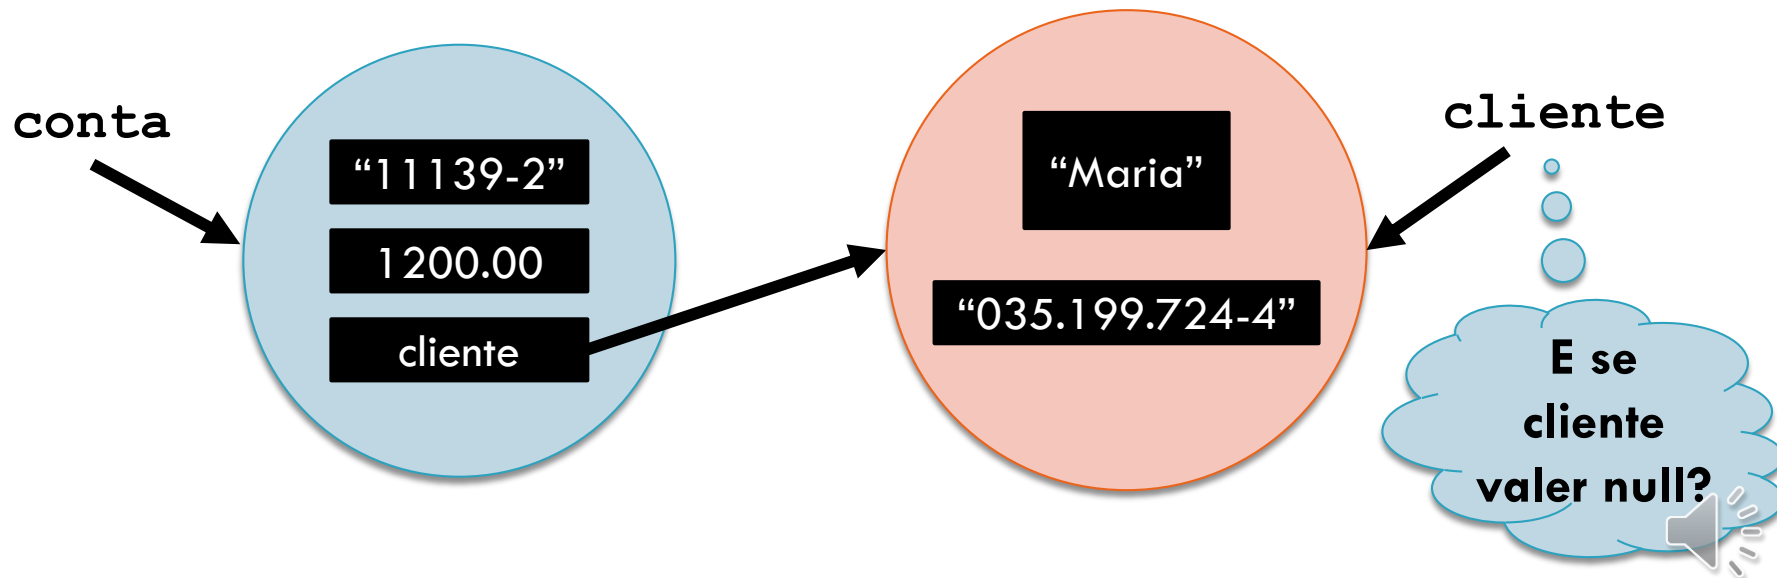 conta
“11139-2”
1200.00
cliente
“Maria”
“035.199.724-4”
cliente
E se
cliente
valer null?